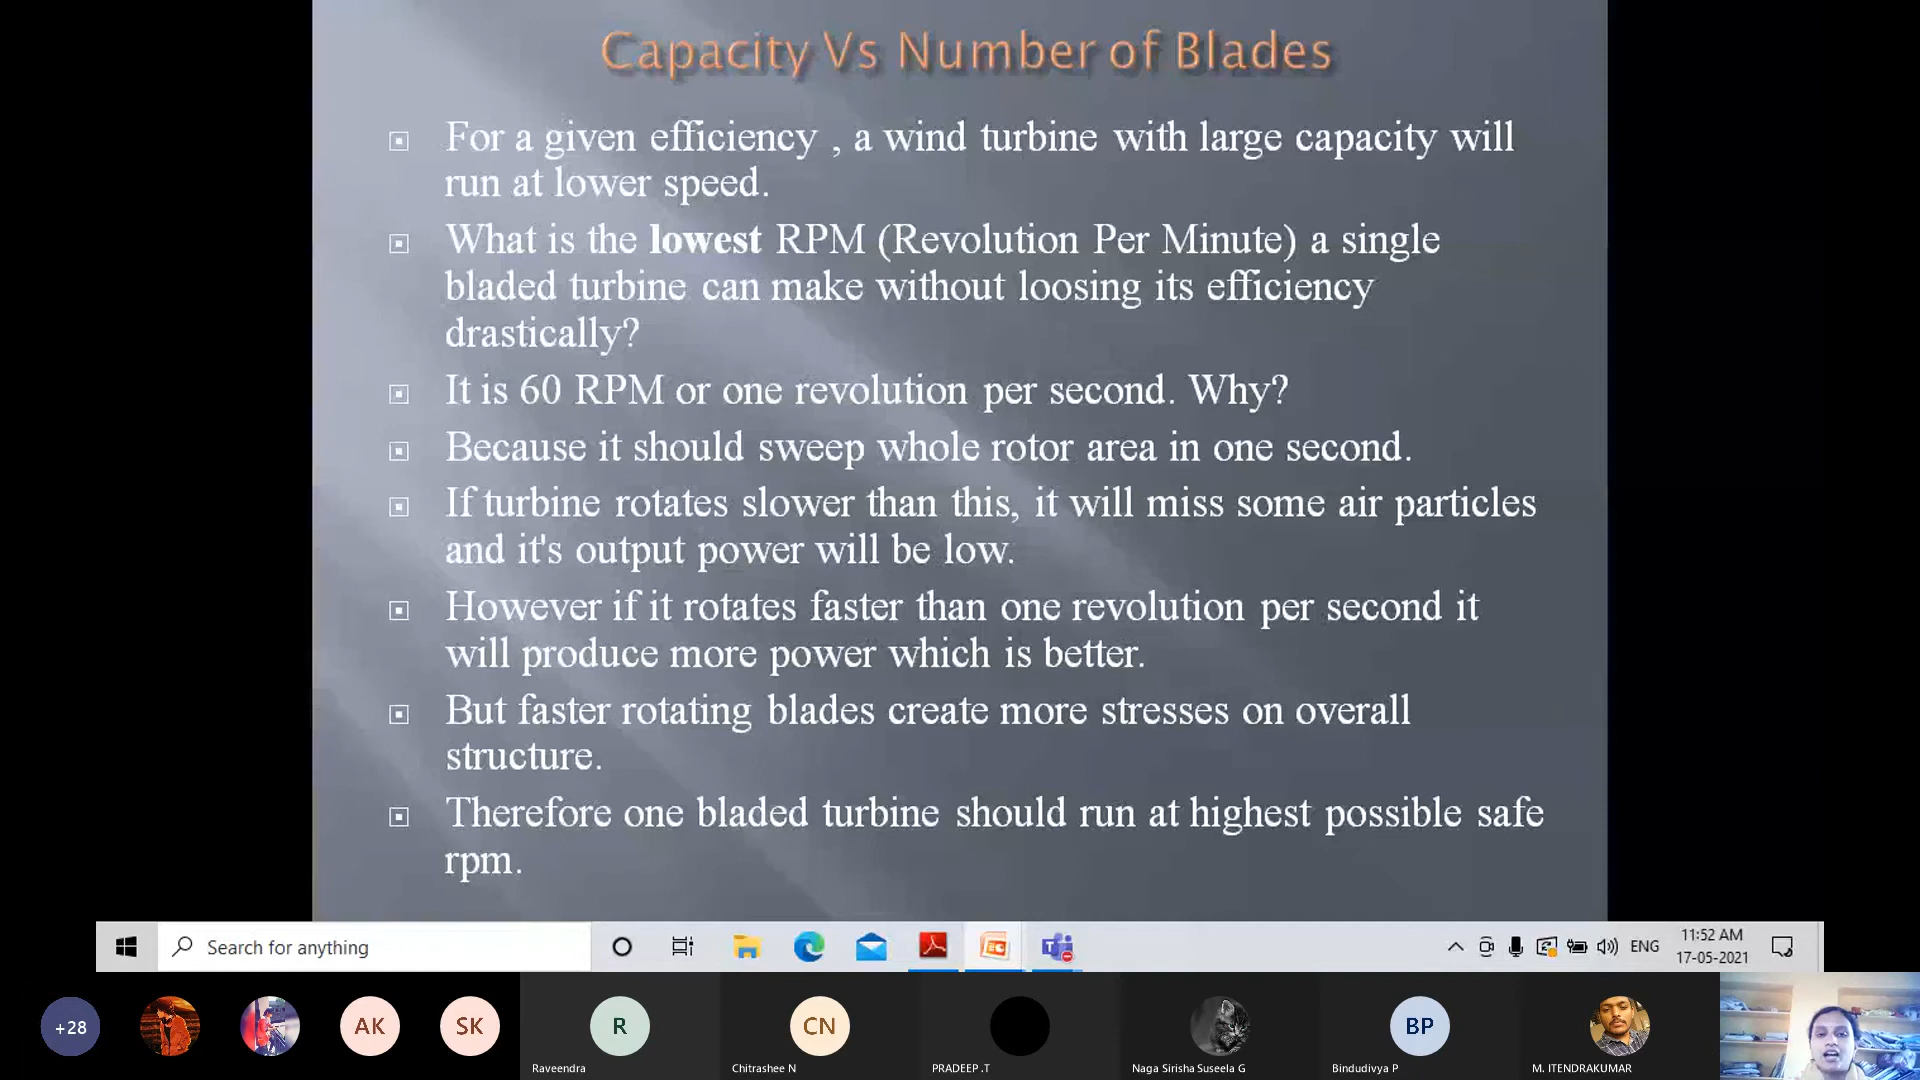 Capacity Vs Number of Blades
For a given efficiency , a wind turbine with large capacity will
run at lower speed.
What is the lowest RPM (Revolution Per Minute) a single
bladed turbine can make without loosing its efficiency
drastically?
It is 60 RPM or one revolution per second. Why?
Because it should sweep whole rotor area in one second.
If turbine rotates slower than this, it will miss some air particles
and it's output power will be low.
However if it rotates faster than one revolution per second it
will produce more power which is better.
But faster rotating blades create more stresses on overall
structure.
Therefore one bladed turbine should run at highest possible safe
rpm.
Search for anything
ENG
11:52 AM
17-05-2021
+28
AK
SK
R
CN
BP
Raveendra
Chitrashee N
PRADEEP .T
Naga Sirisha Suseela G
Bindudivya P
M. ITENDRAKUMAR